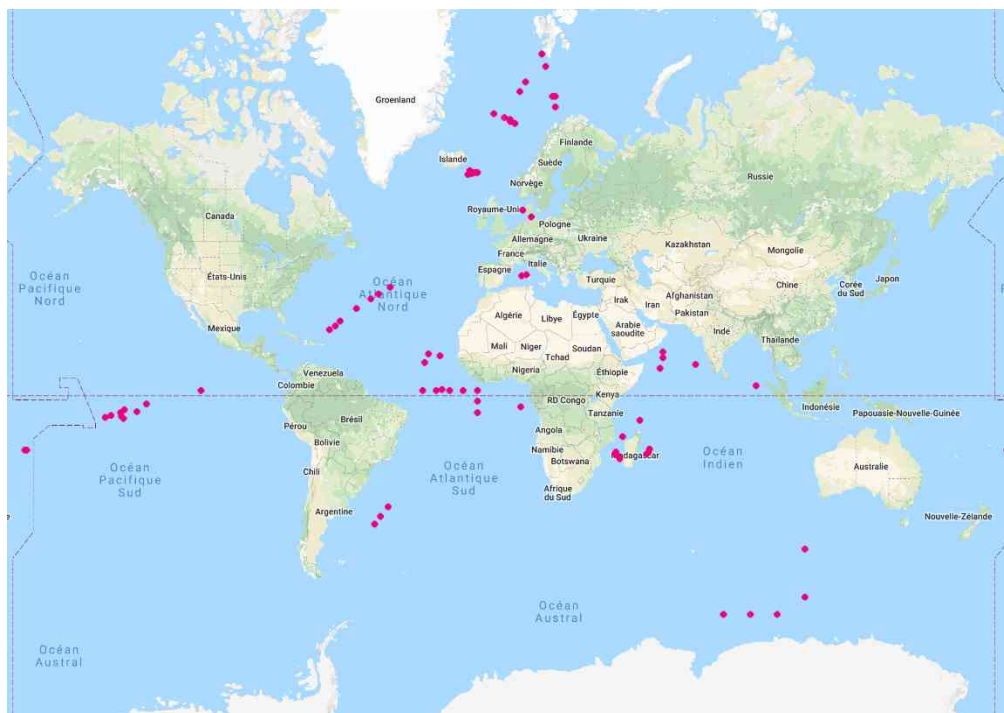 Groenland
Finlande
Islande
Suède
Russie
Norvège
Canada
Royaume-Uni
Pologne
Allemagne
Ukraine
Kazakhstan
Mongolie
France
Italie
Océan
Pacifique
Nord
États-Unis
Océan
Atlantique
Nord
Espagne
Turquie
Chine
Corée
du Sud
Japon
Irak
Iran
Afghanistan
Pakistan
Algérie
Libye
Égypte
Arabie
saoudite
Inde
Mexique
Mali
Niger
Tchad
Soudan
Thaïlande
Venezuela
Nigeria
Éthiopie
Colombie
Kenya
RD Congo
Indonésie
Papouasie-Nouvelle-Guinée
Tanzanie
Pérou
Brésil
Angola
Bolivie
Océan
Pacifique
Sud
Océan
Atlantique
Sud
Namibie
Botswana
Madagascar
Océan
Indien
Australie
Chili
Afrique
du Sud
Argentine
Nouvelle-Zélande
Océan
Austral
Océan
Austral